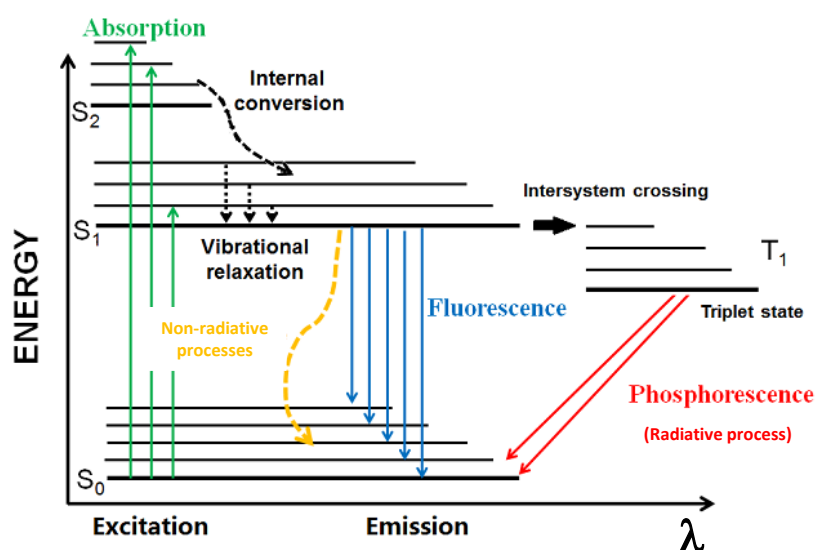 Absorption
Internal
conversion
S2
Intersystem crossing
S1
Vibrational
relaxation
T1
ENERGY
Non-radiative
processes
Fluorescence
Triplet state
Phosphorescence
(Radiative process)
S0
Excitation
Emission
λ